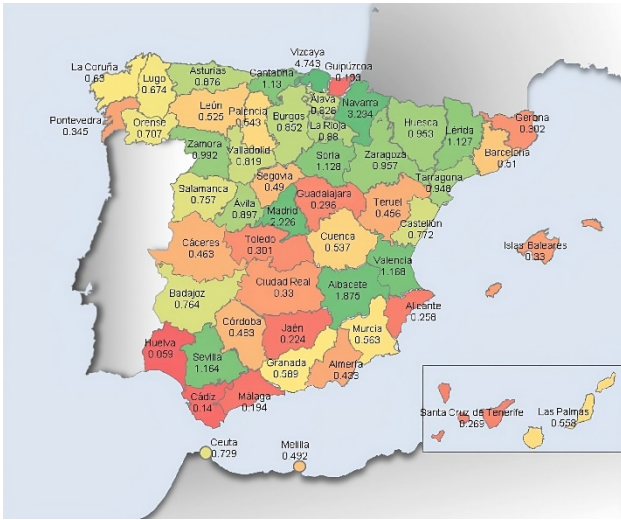 Vizcaya
4.743
Guipúzcoa
0.193
La Coruña
0.63
Lugo
0.674
Asturias
0.876
Cantabria
1.13
Álava
0.826
Navarra
3.234
Pontevedra
0.345
Orense
0.707
León
0.525
Palencia
0.543
Burgos
0.852
La Rioja
0.88
Huesca
0.953
Lérida
1.127
Gerona
0.302
Barcelona
0.51
Zamora
0.992
Valladolid
0.819
Soria
1.128
Zaragoza
0.957
Tarragona
0.948
Segovia
0.49
Salamanca
0.757
Ávila
0.897
Madrid
2.226
Guadalajara
0.296
Teruel
0.456
Castellón
0.772
Cáceres
0.463
Toledo
0.301
Cuenca
0.537
Valencia
1.168
Islas Baleares
0.33
Badajoz
0.764
Ciudad Real
0.33
Albacete
1.875
Alicante
0.258
Córdoba
Jaén
0.224
Murcia
0.563
Huelva
0.059
Sevilla
1.164
Granada
Almería
0.433
Cádiz
0.14
Málaga
0.194
Santa Cruz de Tenerife
0.269
Las Palmas
0.558
Ceuta
0.729
Melilla
0.492